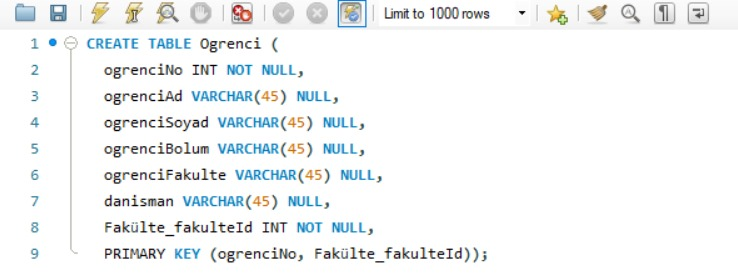 Limit to 1000 rows
1 CREATE TABLE Ogrenci (
2 ogrenciNo INT NOT NULL,
3 ogrenciAd VARCHAR(45) NULL,
4 ogrenciSoyad VARCHAR(45) NULL,
5 ogrenciBolum VARCHAR(45) NULL,
6 ogrenciFakulte VARCHAR(45) NULL,
7 danisman VARCHAR(45) NULL,
8 Fakülte_fakulteId INT NOT NULL,
9 PRIMARY KEY (ogrenciNo, Fakülte_fakulteId));